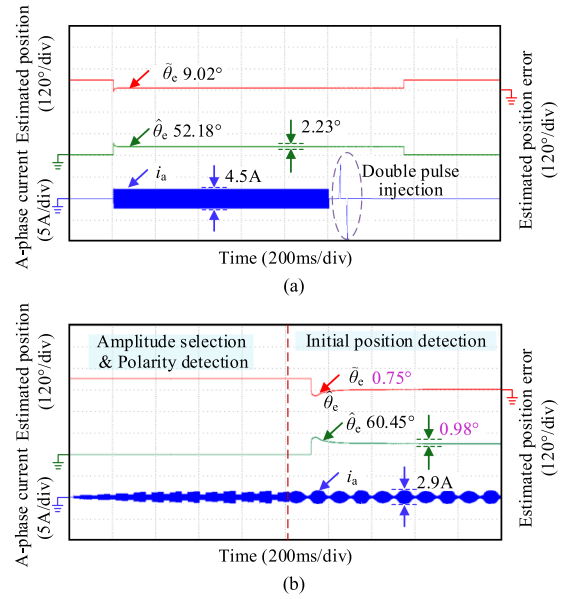 (a)
Estimated position
(120°/div)
A-phase current
(5A/div)
θ̃e 9.02°
θ̂e 52.18°
2.23°
ia
4.5A
Double pulse
injection
Estimated position error
(120°/div)
Time (200ms/div)
(a)
Estimated position
(120°/div)
A-phase current
(5A/div)
Amplitude selection
& Polarity detection
Initial position detection
θ̃e 0.75°
θe
θ̂e 60.45°
0.98°
ia
2.9A
Estimated position error
(120°/div)
Time (200ms/div)
(b)